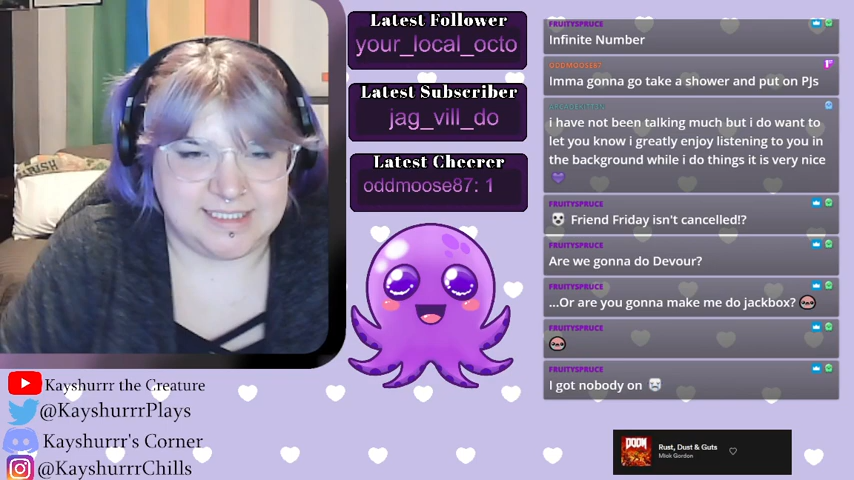 Latest Follower
your_local_octo
Latest Subscriber
jag_vill_do
Latest Cheerer
oddmoose87: 1
FRUITYSPRUCE
Infinite Number
ODDMOOSE87
Imma gonna go take a shower and put on PJs
i have not been talking much but i do want to
let you know i greatly enjoy listening to you in
the background while i do things it is very nice
FRUITYSPRUCE
Friend Friday isn't cancelled!?
FRUITYSPRUCE
Are we gonna do Devour?
FRUITYSPRUCE
...Or are you gonna make me do jackbox?
FRUITYSPRUCE
FRUITYSPRUCE
I got nobody on
Kayshurrr the Creature
@KayshurrrPlays
Kayshurrr's Corner
@KayshurrrChills
DOOM
Rust, Dust & Guts
Mick Gordon